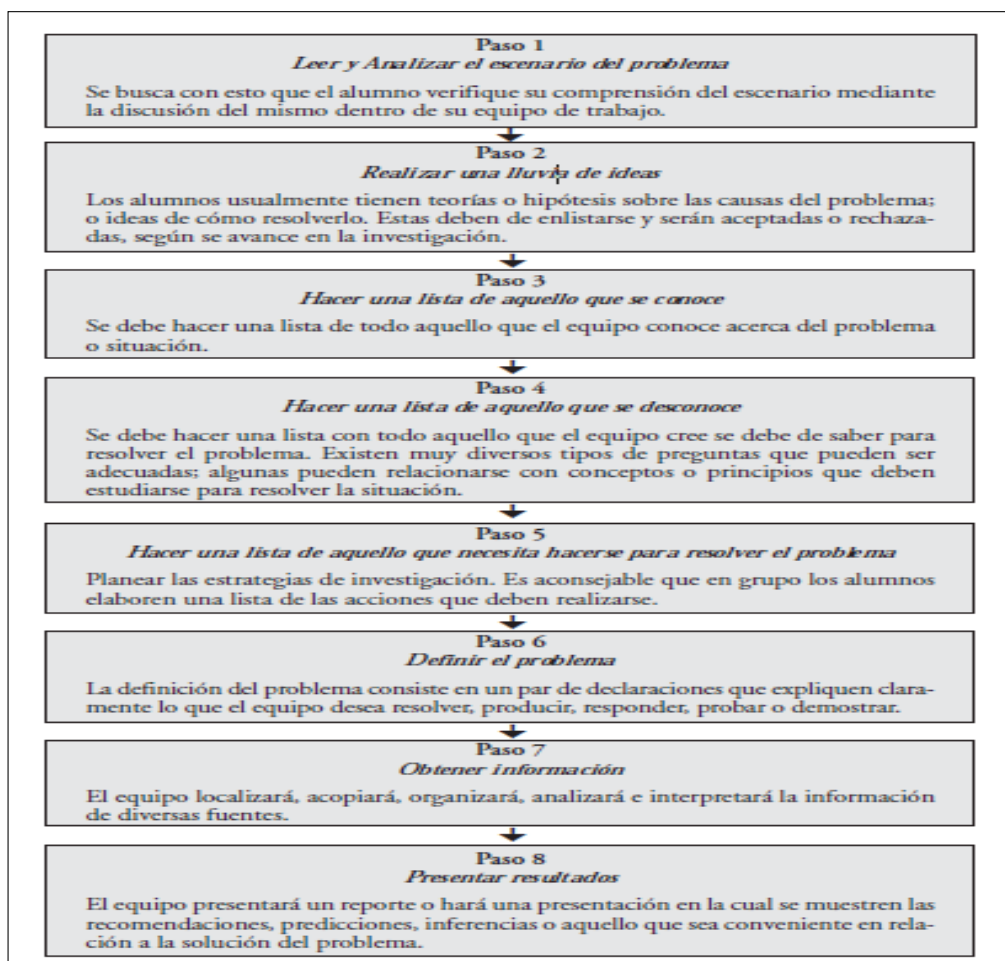 Paso 1
Leer y Analizar el escenario del problema
Se busca con esto que el alumno verifique su comprensión del escenario mediante
la discusión del mismo dentro de su equipo de trabajo.
Paso 2
Realizar una lluvia de ideas
Los alumnos usualmente tienen teorías o hipótesis sobre las causas del problema;
o ideas de cómo resolverlo. Estas deben de enlistarse y serán aceptadas o rechaza-
das, según se avance en la investigación.
Paso 3
Hacer una lista de aquello que se conoce
Se debe hacer una lista de todo aquello que el equipo conoce acerca del problema
o situación.
Paso 4
Hacer una lista de aquello que se desconoce
Se debe hacer una lista con todo aquello que el equipo cree se debe de saber para
resolver el problema. Existen muy diversos tipos de preguntas que pueden ser
adecuadas; algunas pueden relacionarse con conceptos o principios que deben
estudiarse para resolver la situación.
Paso 5
Hacer una lista de aquello que necesita hacerse para resolver el problema
Planear las estrategias de investigación. Es aconsejable que en grupo los alumnos
elaboren una lista de las acciones que deben realizarse.
Paso 6
Definir el problema
La definición del problema consiste en un par de declaraciones que expliquen clara-
mente lo que el equipo desea resolver, producir, responder, probar o demostrar.
Paso 7
Obtener información
El equipo localizará, acopiará, organizará, analizará e interpretará la información
de diversas fuentes.
Paso 8
Presentar resultados
El equipo presentará un reporte o hará una presentación en la cual se muestren las
recomendaciones, predicciones, inferencias o aquello que sea conveniente en rela-
ción a la solución del problema.